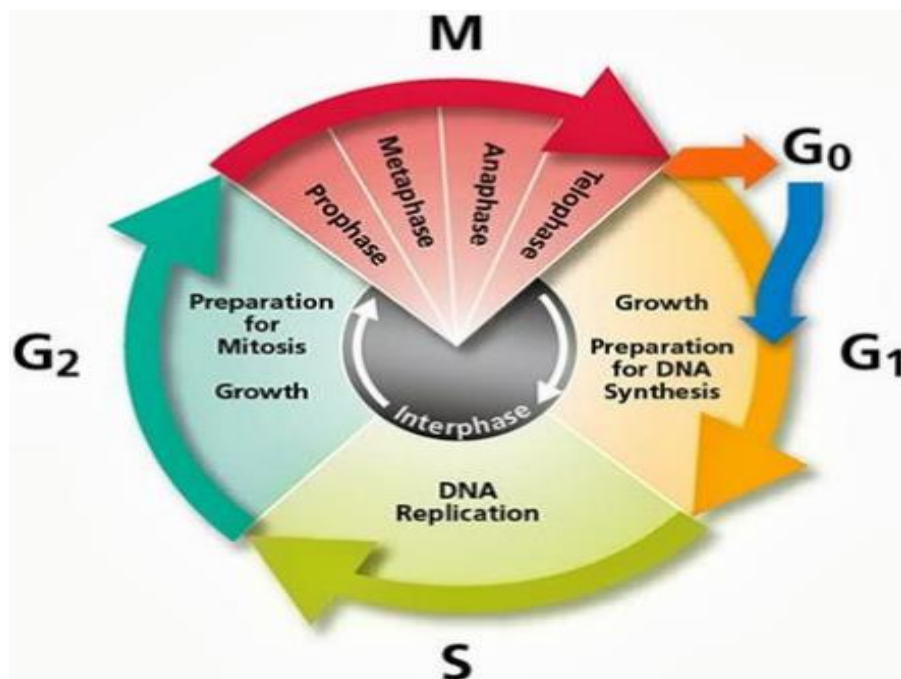 M
Prophase
Metaphase
Anaphase
Telophase
G₀
Preparation
for
Mitosis
Growth
Growth
Preparation
for DNA
Synthesis
G₂
G₁
Interphase
DNA
Replication
S